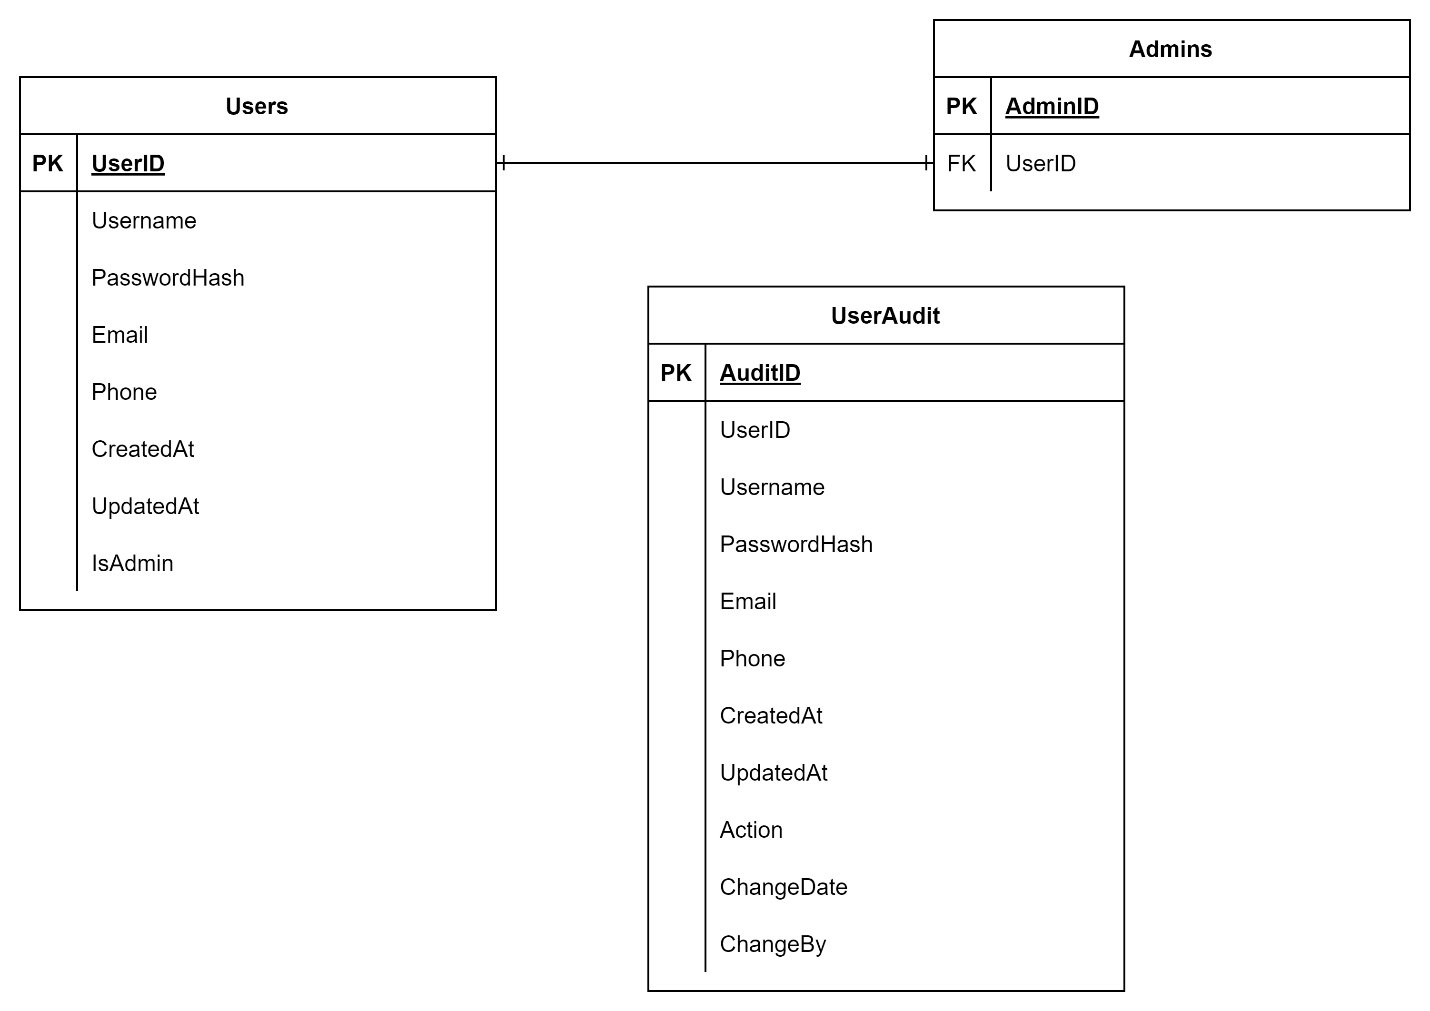 Users
PK UserID
Username
PasswordHash
Email
Phone
CreatedAt
UpdatedAt
IsAdmin
Admins
PK AdminID
FK UserID
UserAudit
PK AuditID
UserID
Username
PasswordHash
Email
Phone
CreatedAt
UpdatedAt
Action
ChangeDate
ChangeBy